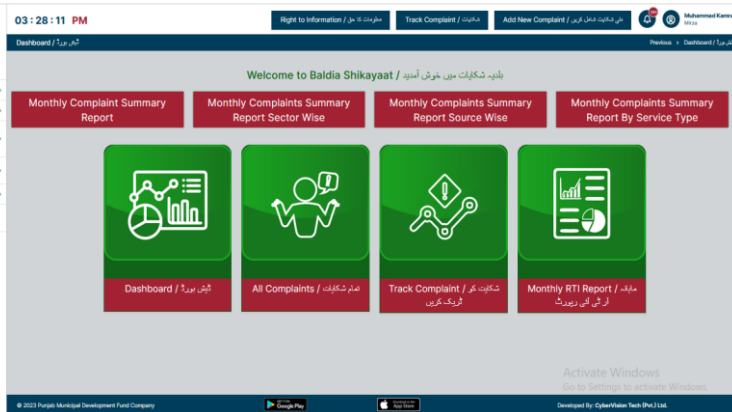 03 : 28 : 11 PM
Right to Information / معلومات کا حق
Track Complaint / شکایات
Add New Complaint / نئی شکایت شامل کریں
Muhammad Kamra
Mirza
Dashboard / ڈیش بورڈ
ڈیش بورڈ
Previous > Dashboard / ڈیش بورڈ
Welcome to Baldia Shikayaat / بلدیہ شکایات میں خوش آمدید
Monthly Complaint Summary
Report
Monthly Complaints Summary
Report Sector Wise
Monthly Complaints Summary
Report Source Wise
Monthly Complaints Summary
Report By Service Type
Dashboard / ڈیش بورڈ
All Complaints / تمام شکایات
Track Complaint / شکایت کو
ٹریک کریں
Monthly RTI Report / ماہانہ
آر ٹی آئی رپورٹ
Activate Windows
Go to Settings to activate Windows.
© 2023 Punjab Municipal Development Fund Company
Google Play
App Store
Developed By: CyberVision Tech (Pvt.) Ltd.